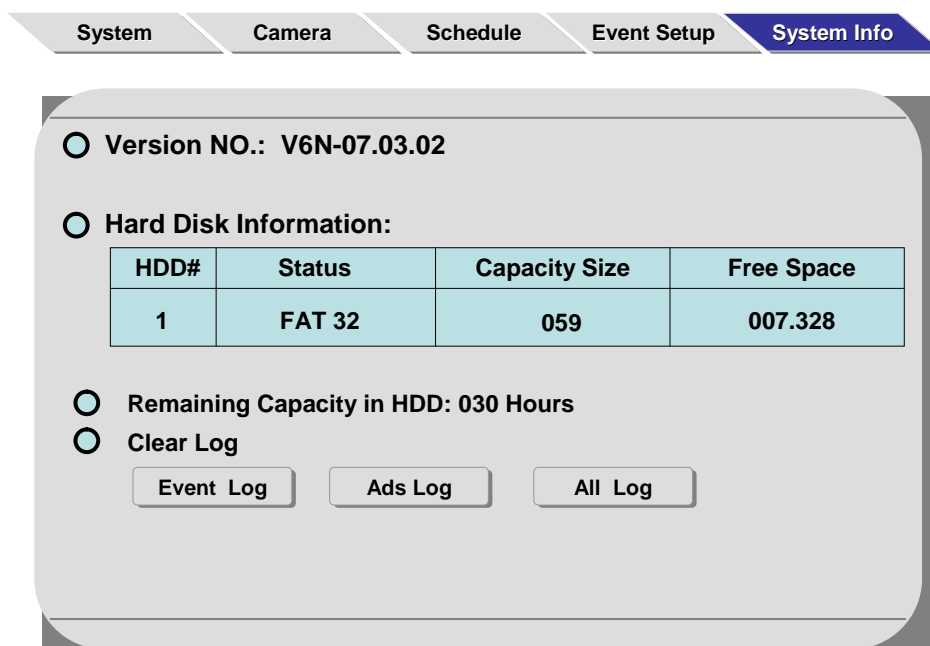 System Camera Schedule Event Setup System Info
Version NO.: V6N-07.03.02
Hard Disk Information:
HDD# Status Capacity Size Free Space
1 FAT 32 059 007.328
Remaining Capacity in HDD: 030 Hours
Clear Log
Event Log Ads Log All Log